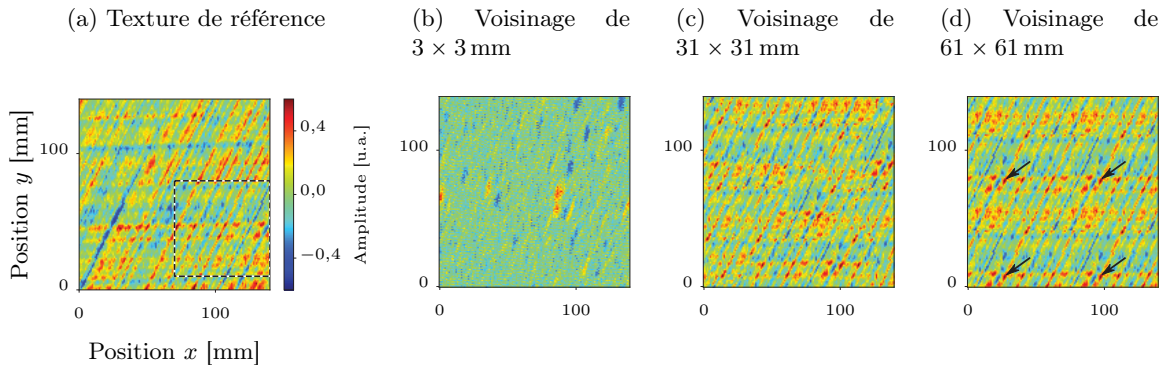 (a) Texture de référence
(b) Voisinage de
3 × 3 mm
(c) Voisinage de
31 × 31 mm
(d) Voisinage de
61 × 61 mm
Position y [mm]
100
0
0
100
Position x [mm]
0,4
0,0
−0,4
Amplitude [u.a.]
100
0
0
100
100
0
0
100
100
0
0
100